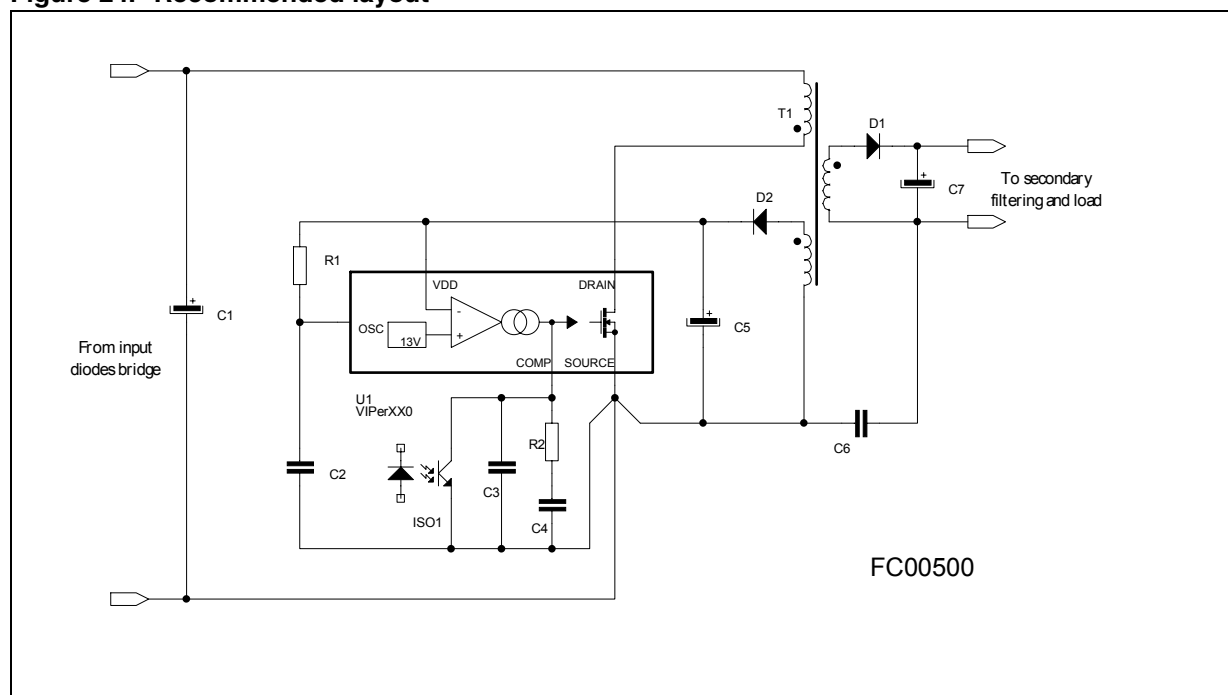 Figure 24. Recommended layout
T1
D1
C7
To secondary
filtering and load
D2
R1
VDD
DRAIN
-
+
OSC
13V
COMP
SOURCE
C1
+
C5
+
+
From input
diodes bridge
U1
VIPerXX0
R2
C6
C2
C3
ISO1
C4
FC00500